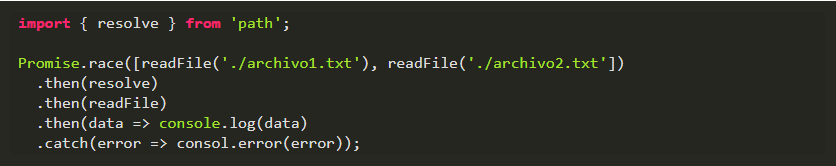 import { resolve } from 'path';
Promise.race([readFile('./archivo1.txt'), readFile('./archivo2.txt'])
.then(resolve)
.then(readFile)
.then(data => console.log(data)
.catch(error => consol.error(error));